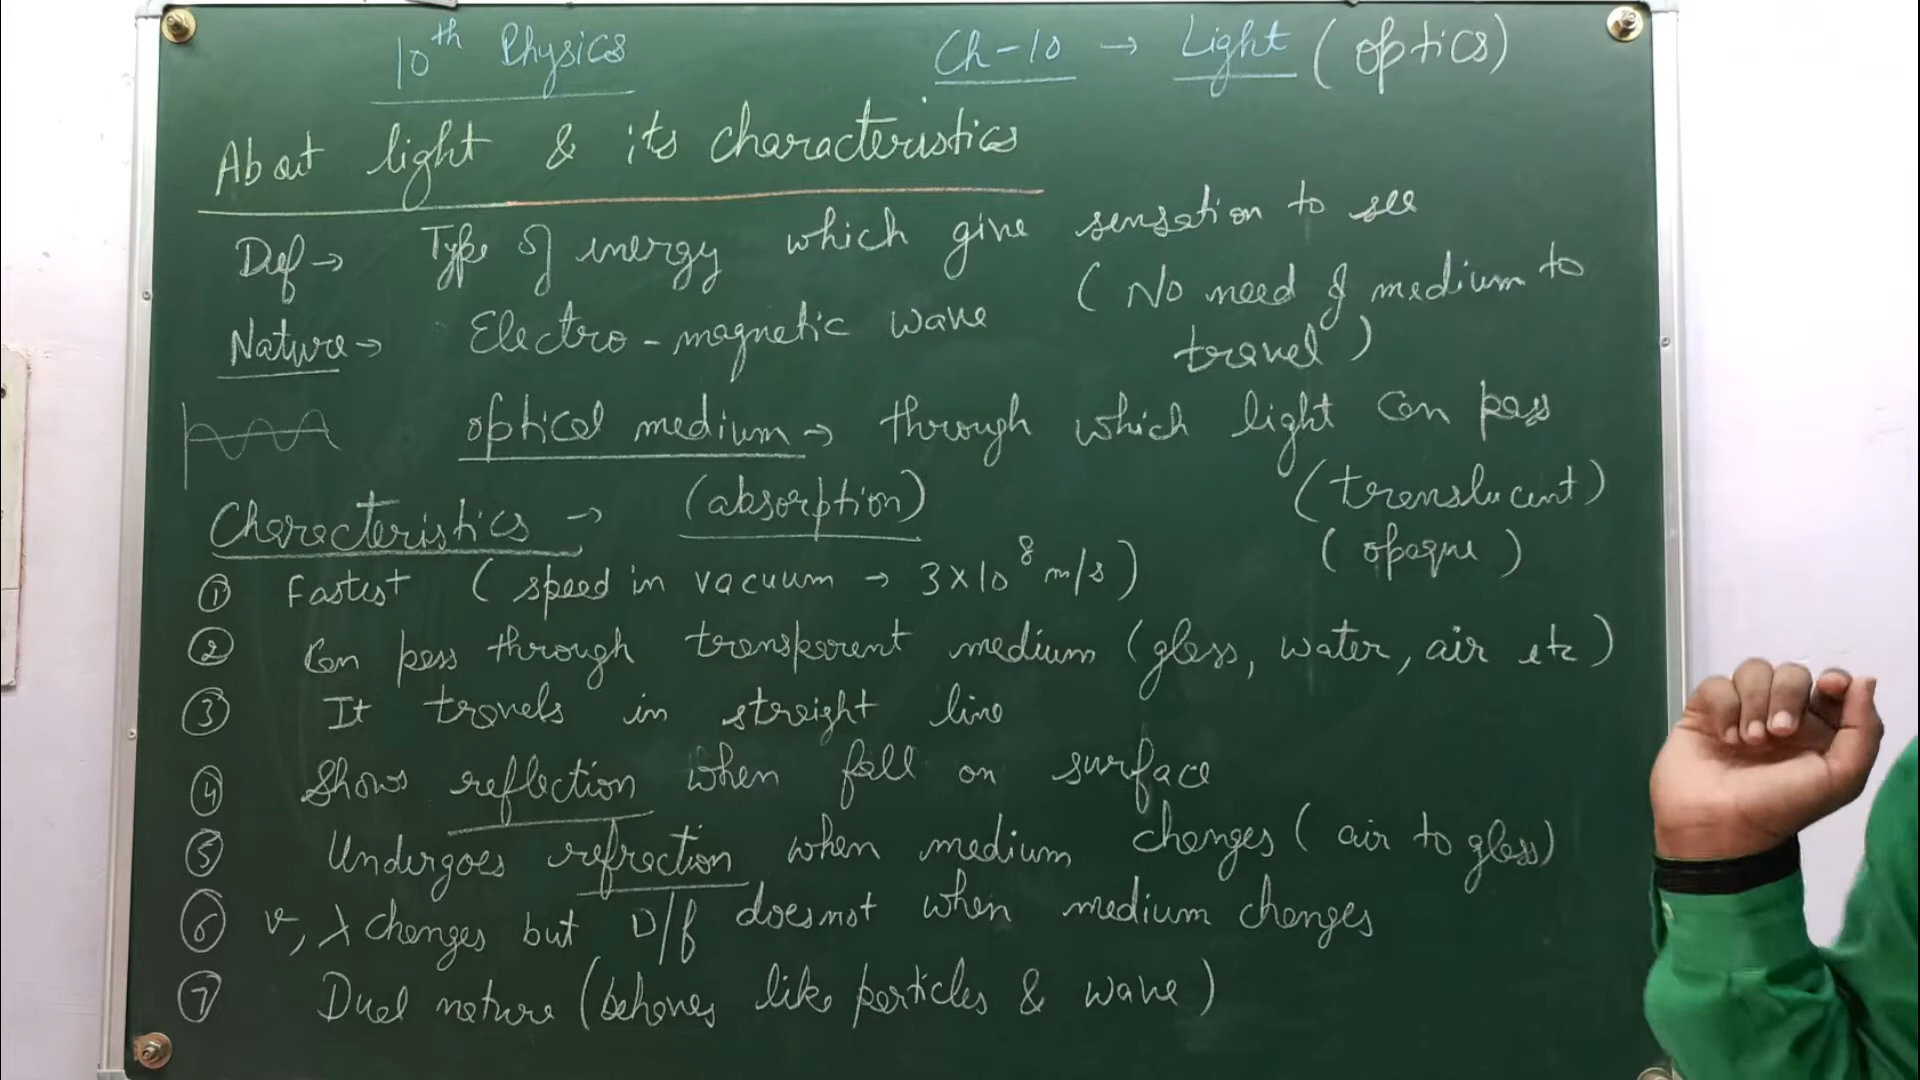 10th Physics Ch-10 → Light (optics)
About light & its characteristics
Def → Type of energy which give sensation to see
Nature → Electro-magnetic wave (No need of medium to travel)
optical medium → through which light can pass
(translucent)
(opaque)
Characteristics → (absorption)
① Fastest (speed in vacuum → 3×10⁸ m/s)
② Can pass through transparent medium (glass, water, air etc)
③ It travels in straight line
④ Shows reflection when fall on surface
⑤ Undergoes refraction when medium changes (air to glass)
⑥ v, λ changes but ν/f does not when medium changes
⑦ Dual nature (behaves like particles & wave)